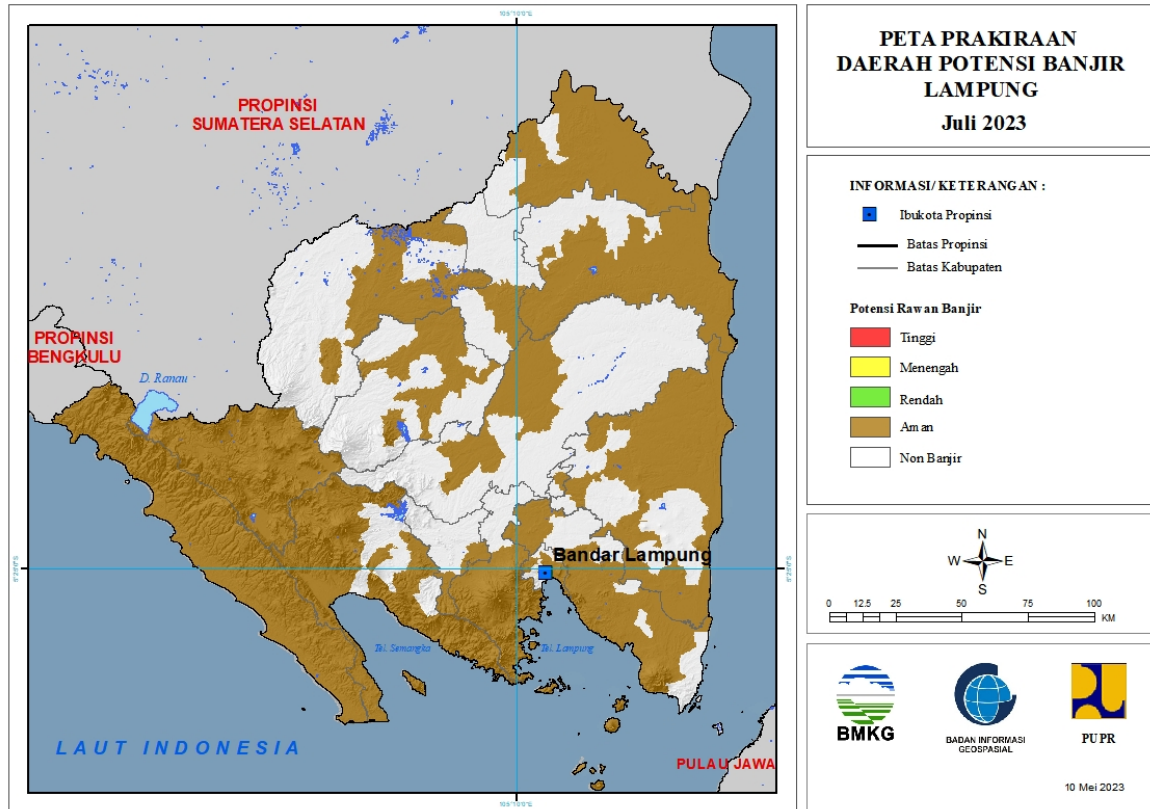 PETA PRAKIRAAN
DAERAH POTENSI BANJIR
LAMPUNG
Juli 2023
INFORMASI/KETERANGAN :
Ibukota Propinsi
Batas Propinsi
Batas Kabupaten
Potensi Rawan Banjir
Tinggi
Menengah
Rendah
Aman
Non Banjir
N
W E
S
0 12.5 25 50 75 100
KM
BMKG
BADAN INFORMASI
GEOSPASIAL
PUPR
10 Mei 2023
PROPINSI
SUMATERA SELATAN
PROPINSI
BENGKULU
D. Ranau
Bandar Lampung
Tel. Semangka
Tel. Lampung
LAUT INDONESIA
PULAU JAWA